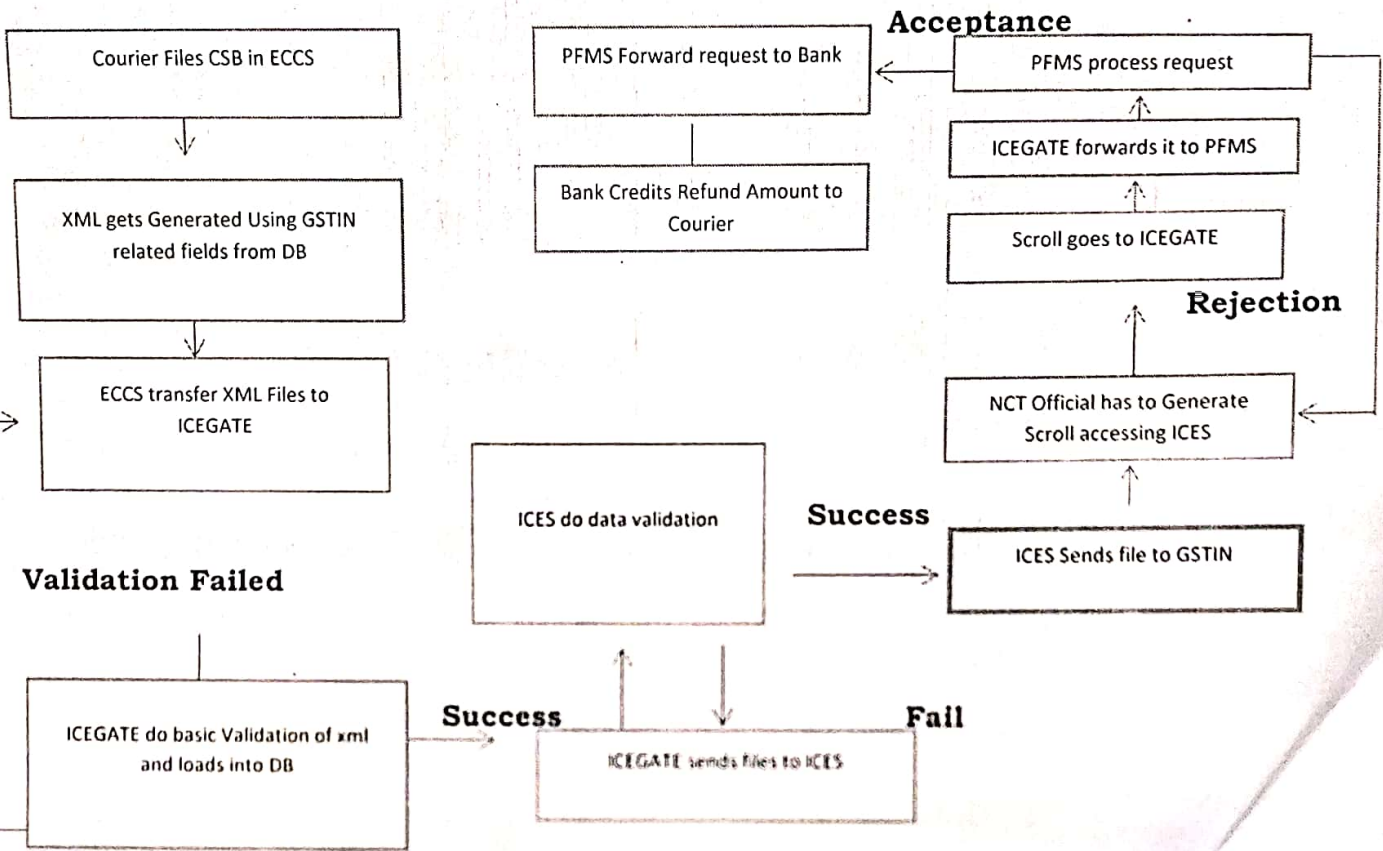 Courier Files CSB in ECCS
XML gets Generated Using GSTIN
related fields from DB
ECCS transfer XML Files to
ICEGATE
Validation Failed
ICEGATE do basic Validation of xml
and loads into DB
Success
ICEGATE sends files to ICES
Fail
ICES do data validation
Success
ICES Sends file to GSTIN
NCT Official has to Generate
Scroll accessing ICES
Rejection
Scroll goes to ICEGATE
ICEGATE forwards it to PFMS
PFMS process request
Acceptance
PFMS Forward request to Bank
Bank Credits Refund Amount to
Courier